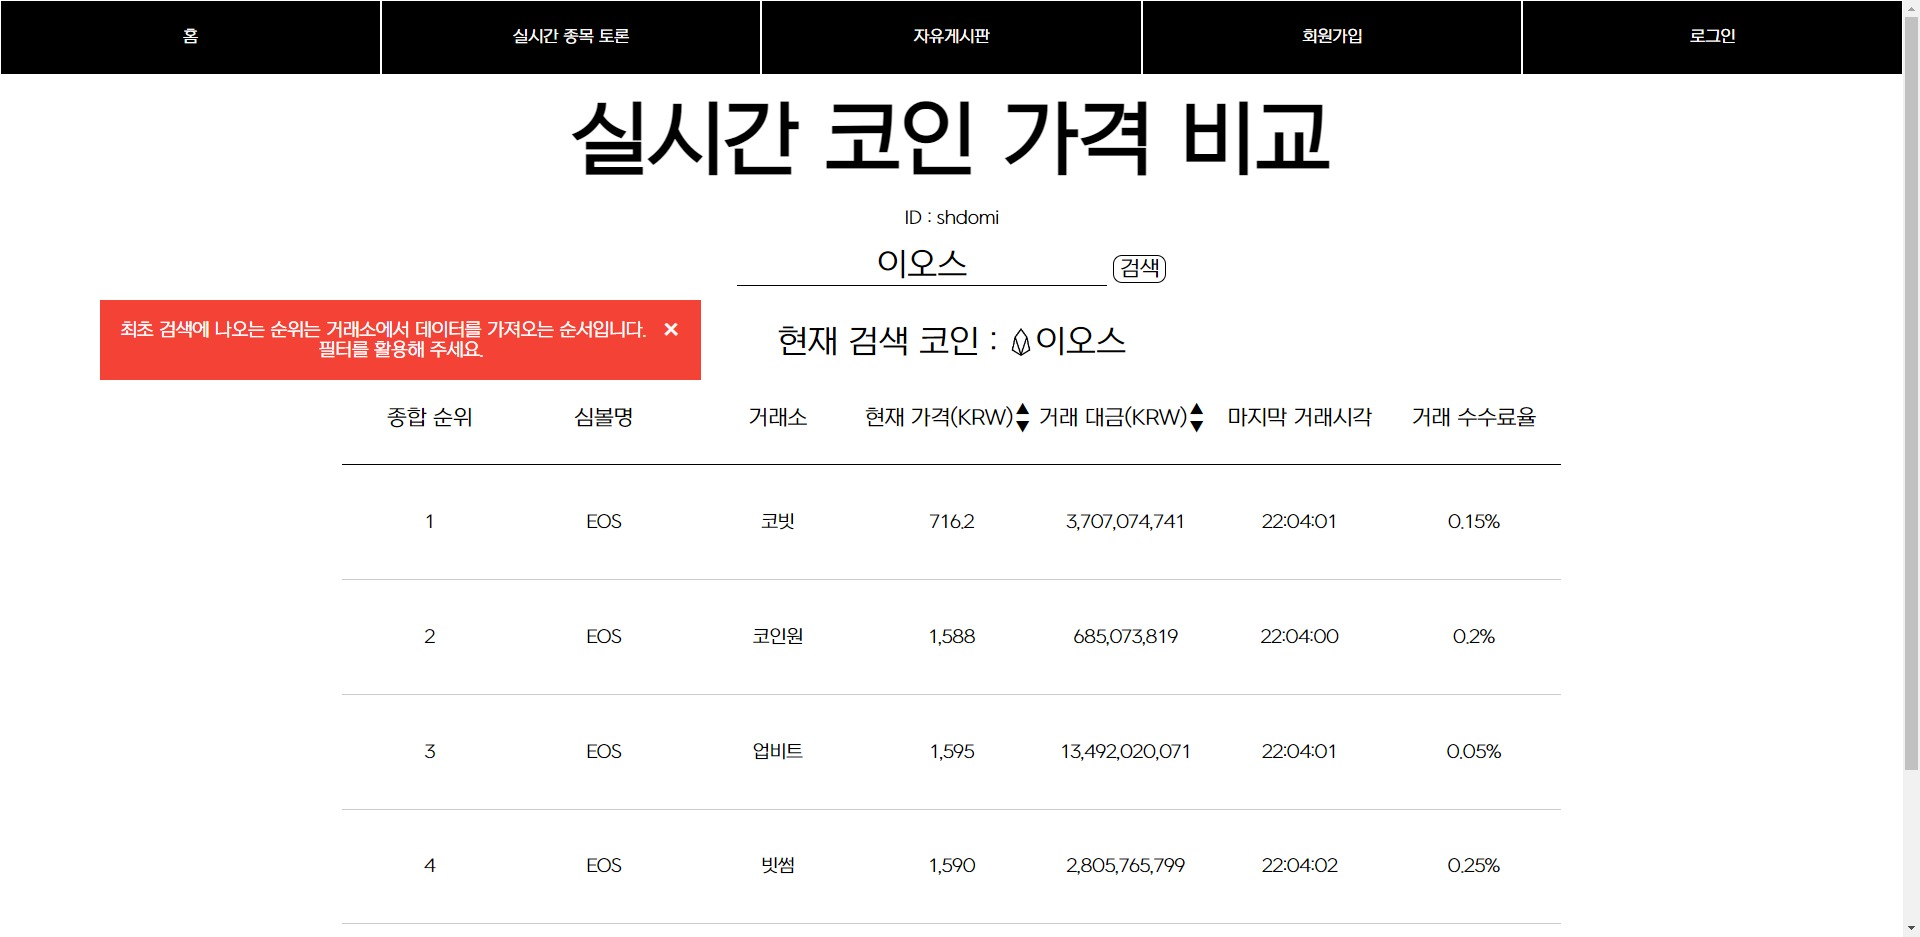 홈 실시간 종목 토론 자유게시판 회원가입 로그인
실시간 코인 가격 비교
ID : shdomi
이오스 검색
최초 검색에 나오는 순위는 거래소에서 데이터를 가져오는 순서입니다. ×
필터를 활용해 주세요.
현재 검색 코인 : 이오스
종합 순위 심볼명 거래소 현재 가격(KRW)▲▼ 거래 대금(KRW)▲▼ 마지막 거래시각 거래 수수료율
1 EOS 코빗 716.2 3,707,074,741 22:04:01 0.15%
2 EOS 코인원 1,588 685,073,819 22:04:00 0.2%
3 EOS 업비트 1,595 13,492,020,071 22:04:01 0.05%
4 EOS 빗썸 1,590 2,805,765,799 22:04:02 0.25%